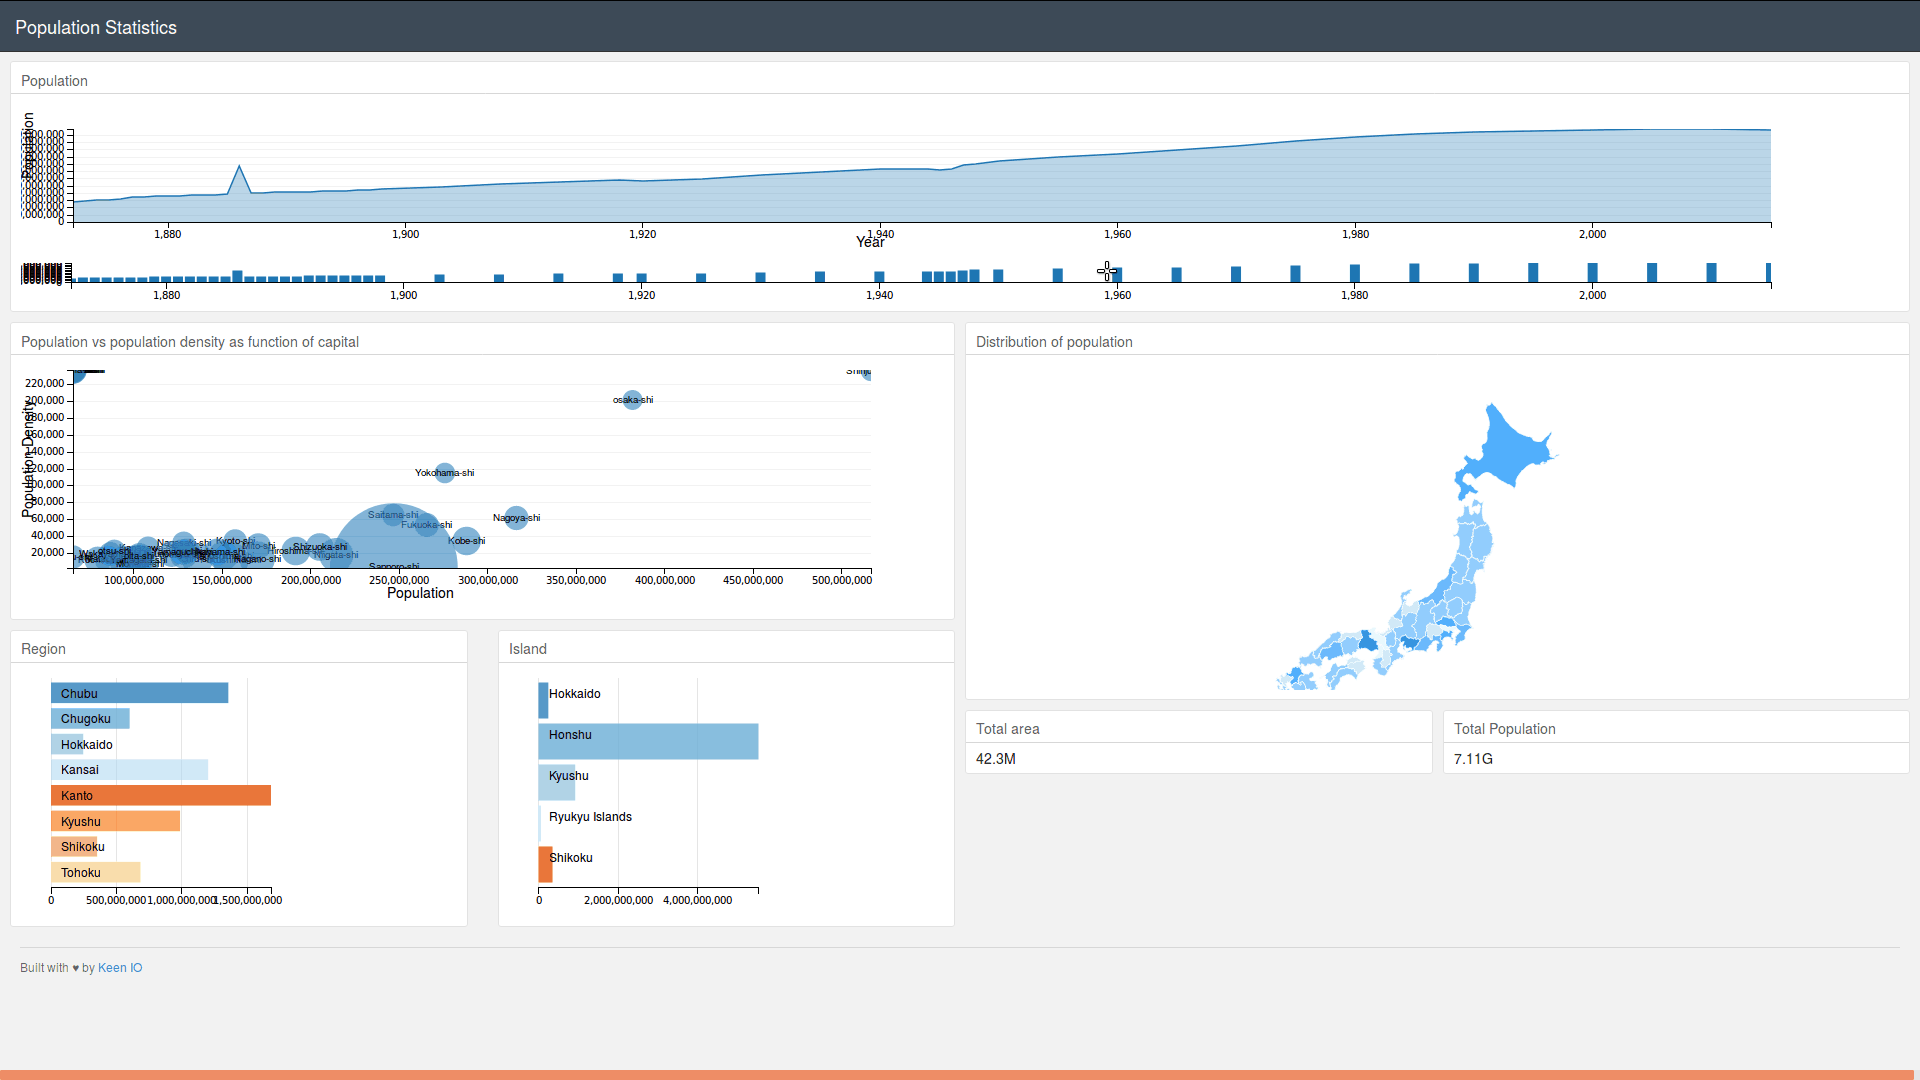 Population Statistics
Population
Population
0
1,880
1,900
1,920
1,940
1,960
1,980
2,000
Year
1,880
1,900
1,920
1,940
1,960
1,980
2,000
Population vs population density as function of capital
Population Density
220,000
200,000
180,000
160,000
140,000
120,000
100,000
80,000
60,000
40,000
20,000
osaka-shi
Yokohama-shi
Saitama-shi
Fukuoka-shi
Nagoya-shi
Kobe-shi
Kyoto-shi
Shizuoka-shi
Niigata-shi
Nagano-shi
Sapporo-shi
100,000,000
150,000,000
200,000,000
250,000,000
300,000,000
350,000,000
400,000,000
450,000,000
500,000,000
Population
Distribution of population
Region
Chubu
Chugoku
Hokkaido
Kansai
Kanto
Kyushu
Shikoku
Tohoku
0
500,000,000
1,000,000,000
1,500,000,000
Island
Hokkaido
Honshu
Kyushu
Ryukyu Islands
Shikoku
0
2,000,000,000
4,000,000,000
Total area
42.3M
Total Population
7.11G
Built with ♥ by Keen IO